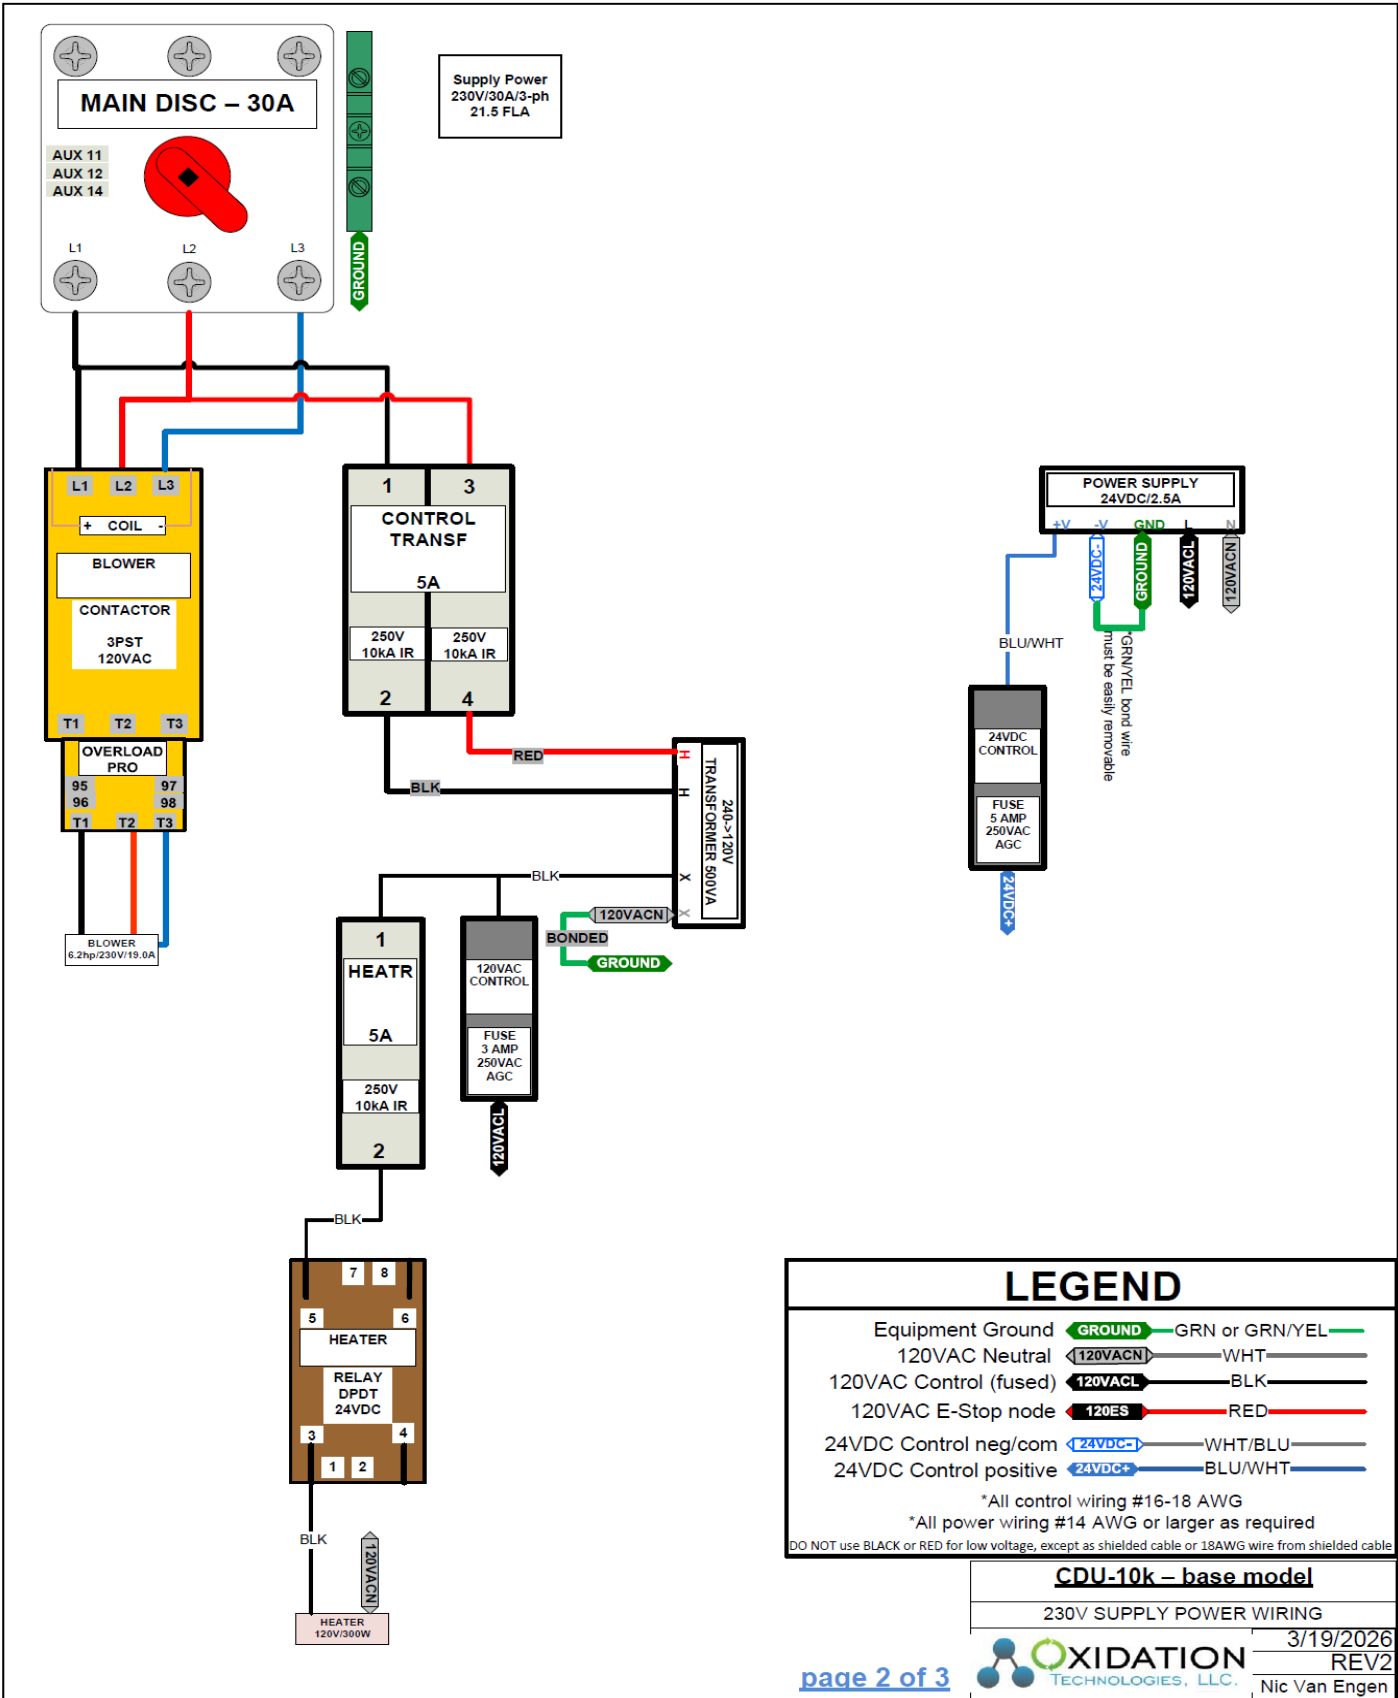 MAIN DISC – 30A
AUX 11
AUX 12
AUX 14
L1
L2
L3
GROUND
Supply Power
230V/30A/3-ph
21.5 FLA
L1
L2
L3
+ COIL -
BLOWER
CONTACTOR
3PST
120VAC
T1
T2
T3
OVERLOAD
PRO
95
97
96
98
T1
T2
T3
BLOWER
6.2hp/230V/19.0A
1
3
CONTROL
TRANSF
5A
250V
10kA IR
250V
10kA IR
2
4
RED
BLK
H
H
X
X
240->120V
TRANSFORMER 500VA
BLK
120VACN
BONDED
GROUND
1
HEATR
5A
250V
10kA IR
2
120VAC
CONTROL
FUSE
3 AMP
250VAC
AGC
120VACL
BLK
7
8
5
6
HEATER
RELAY
DPDT
24VDC
3
4
1
2
BLK
120VACN
HEATER
120V/300W
POWER SUPPLY
24VDC/2.5A
+V
-V
GND
L
N
24VDC-
GROUND
120VACL
120VACN
BLU/WHT
*GRN/YEL bond wire
must be easily removable
24VDC
CONTROL
FUSE
5 AMP
250VAC
AGC
24VDC+
LEGEND
Equipment Ground GROUND GRN or GRN/YEL
120VAC Neutral 120VACN WHT
120VAC Control (fused) 120VACL BLK
120VAC E-Stop node 120ES RED
24VDC Control neg/com 24VDC- WHT/BLU
24VDC Control positive 24VDC+ BLU/WHT
*All control wiring #16-18 AWG
*All power wiring #14 AWG or larger as required
DO NOT use BLACK or RED for low voltage, except as shielded cable or 18AWG wire from shielded cable
CDU-10k – base model
230V SUPPLY POWER WIRING
OXIDATION
TECHNOLOGIES, LLC.
3/19/2026
REV2
Nic Van Engen
page 2 of 3